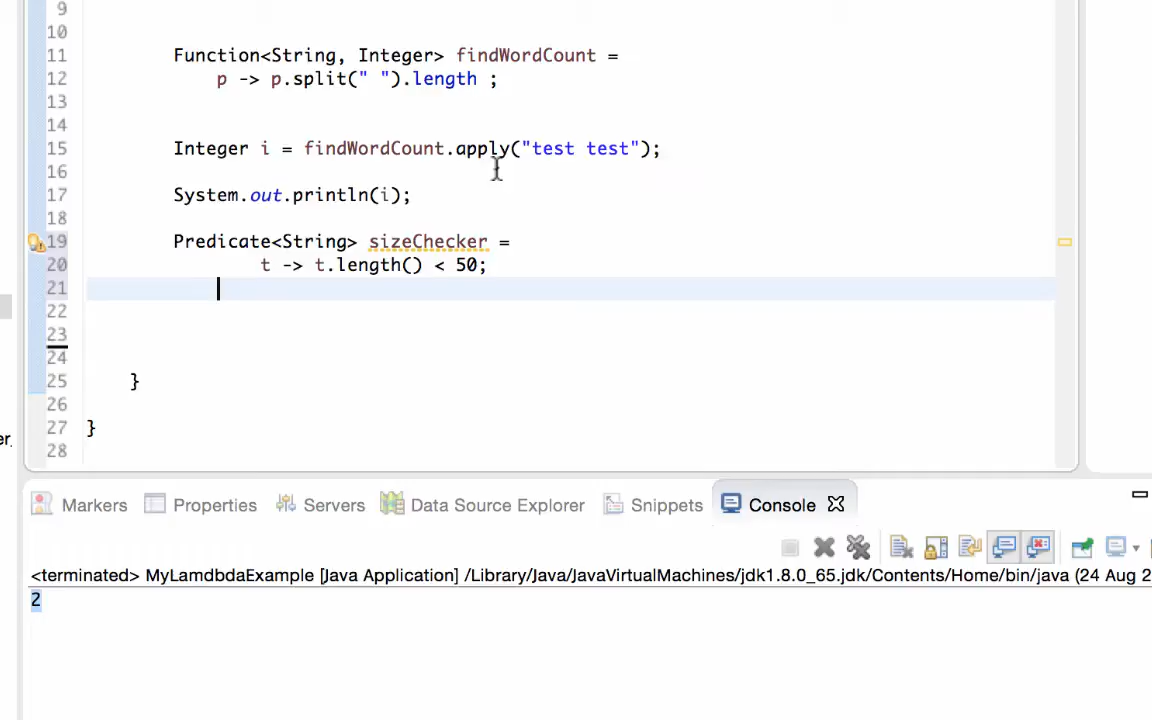 9
10
11 Function<String, Integer> findWordCount =
12 p -> p.split(" ").length ;
13
14
15 Integer i = findWordCount.apply("test test");
16
17 System.out.println(i);
18
19 Predicate<String> sizeChecker =
20 t -> t.length() < 50;
21
22
23
24
25 }
26
27 }
28
er,
Markers Properties Servers Data Source Explorer Snippets Console
<terminated> MyLamdbdaExample [Java Application] /Library/Java/JavaVirtualMachines/jdk1.8.0_65.jdk/Contents/Home/bin/java (24 Aug 2
2